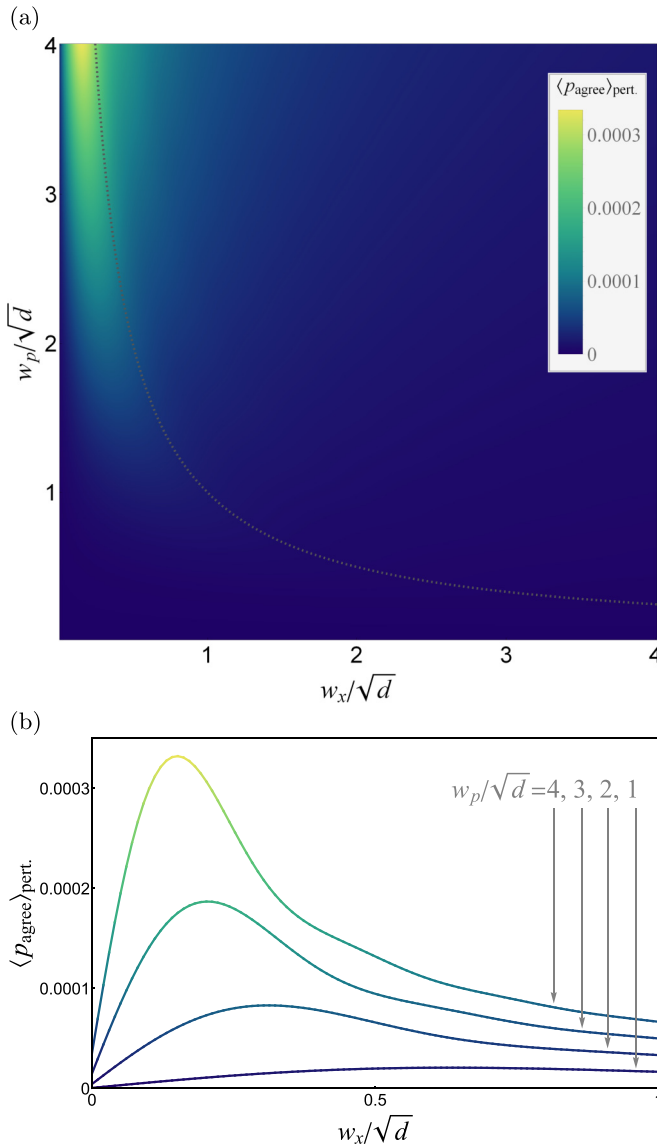 (a)
4
3
2
1
w_p/√d
1
2
3
4
w_x/√d
⟨p_agree⟩_pert.
0.0003
0.0002
0.0001
0
(b)
0.0003
0.0002
0.0001
0
⟨p_agree⟩_pert.
w_p/√d =4, 3, 2, 1
0
0.5
1
w_x/√d